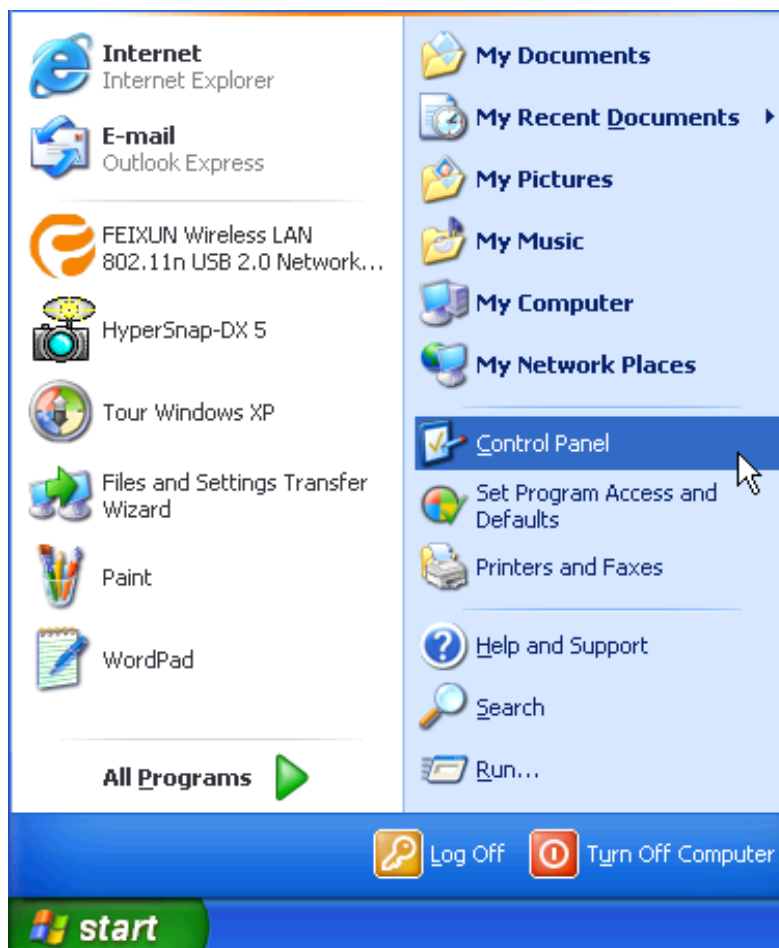 Internet
Internet Explorer
E-mail
Outlook Express
FEIXUN Wireless LAN
802.11n USB 2.0 Network...
HyperSnap-DX 5
Tour Windows XP
Files and Settings Transfer
Wizard
Paint
WordPad
All Programs
My Documents
My Recent Documents
My Pictures
My Music
My Computer
My Network Places
Control Panel
Set Program Access and
Defaults
Printers and Faxes
Help and Support
Search
Run...
Log Off
Turn Off Computer
start